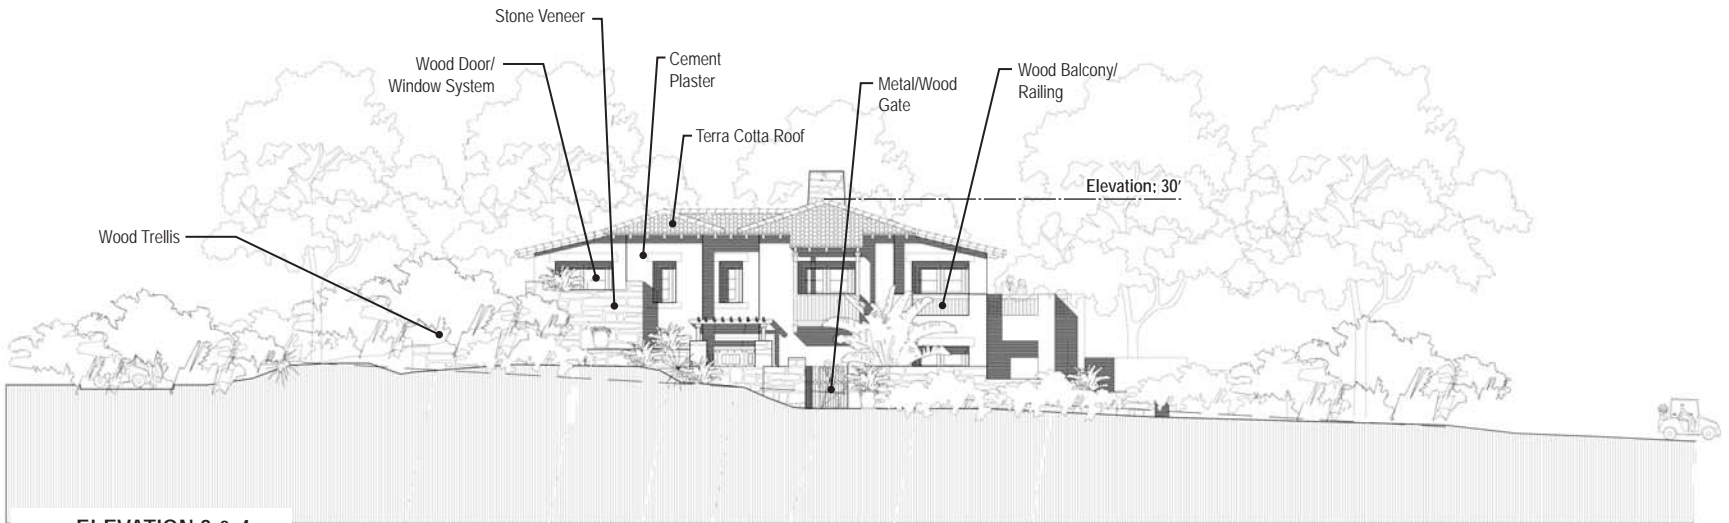 Stone Veneer
Wood Door/
Window System
Cement
Plaster
Metal/Wood
Gate
Wood Balcony/
Railing
Terra Cotta Roof
Elevation: 30'
Wood Trellis
ELEVATION